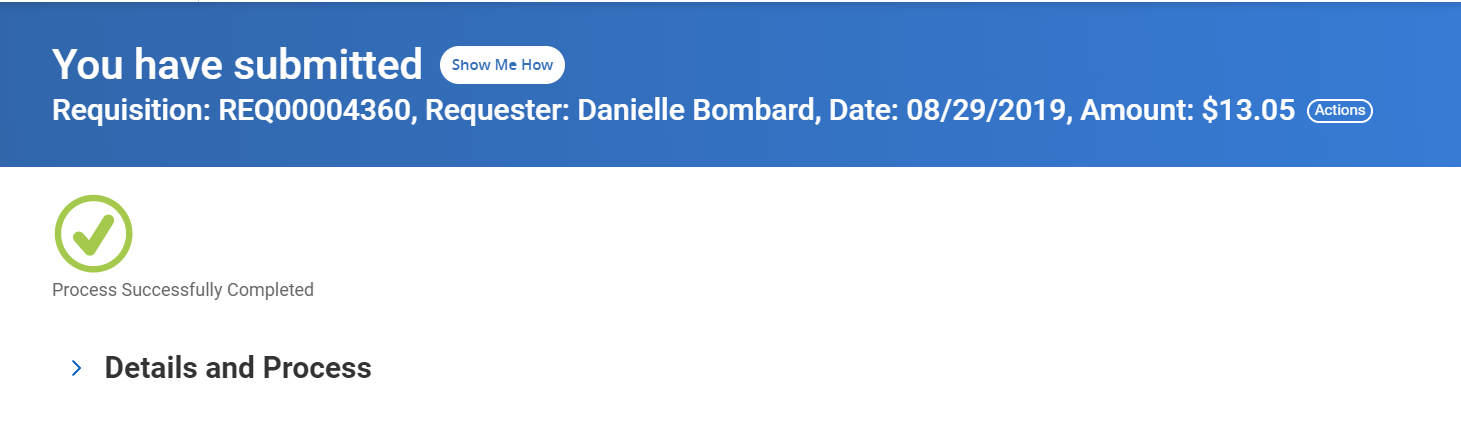 You have submitted Show Me How
Requisition: REQ00004360, Requester: Danielle Bombard, Date: 08/29/2019, Amount: $13.05 Actions
Process Successfully Completed
Details and Process